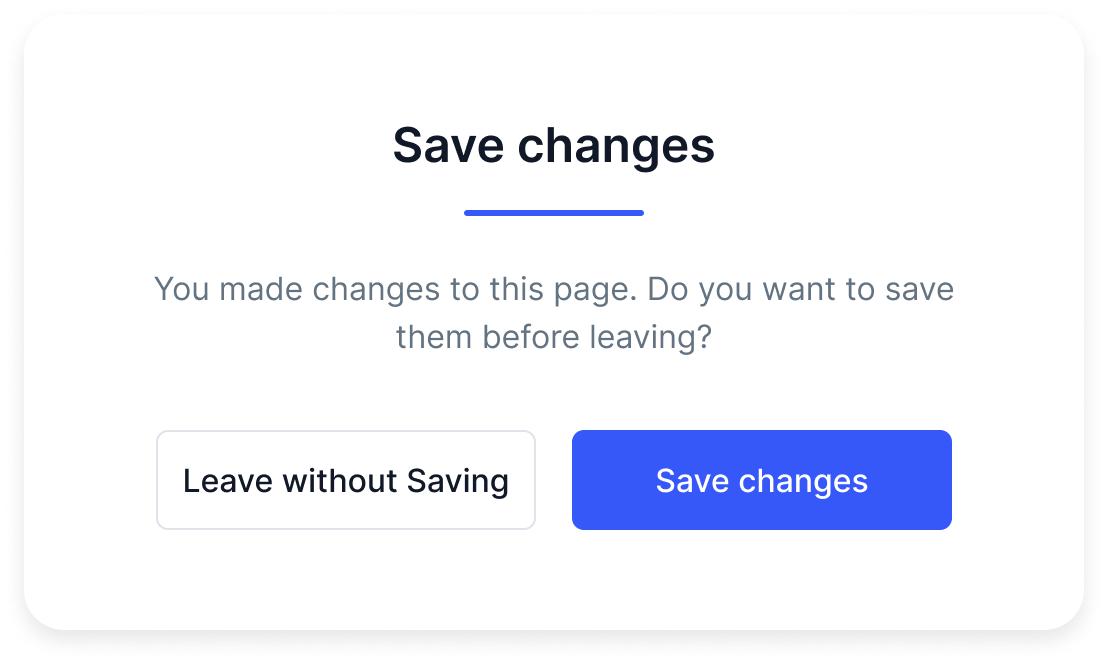 Save changes
You made changes to this page. Do you want to save
them before leaving?
Leave without Saving
Save changes